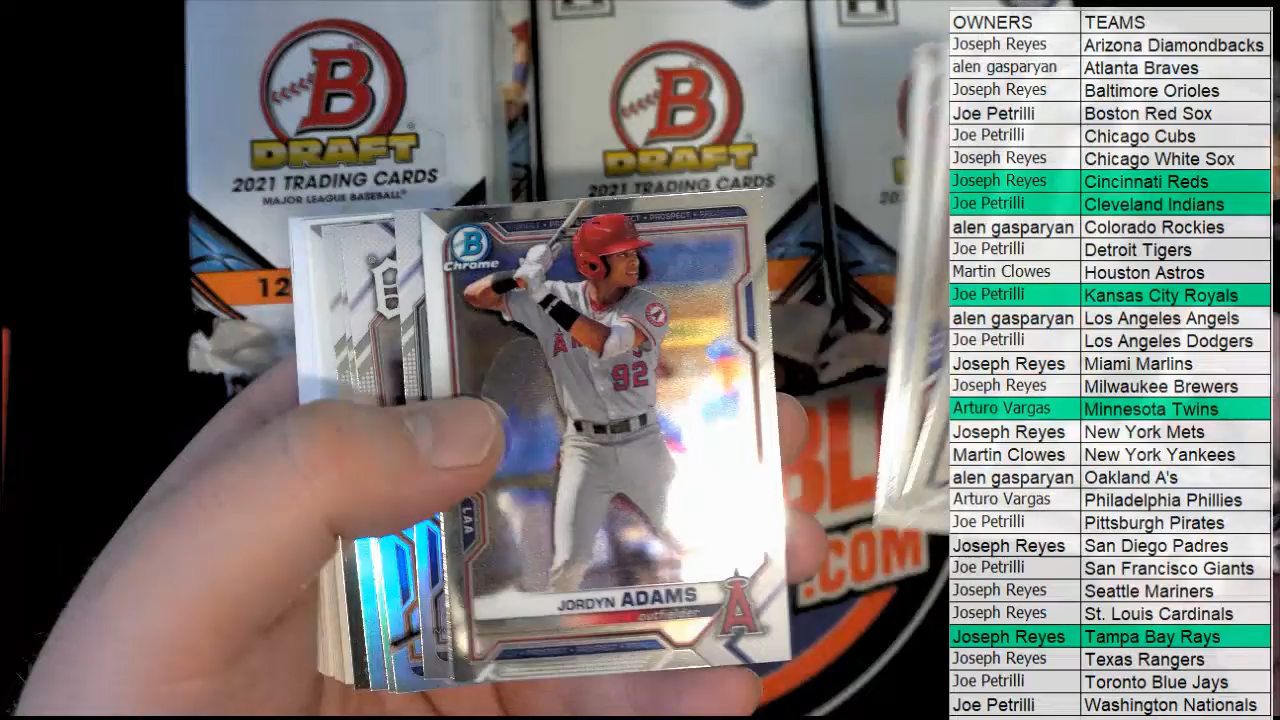 B
DRAFT
2021 TRADING CARDS
MAJOR LEAGUE BASEBALL
12
B
DRAFT
2021 TRADING CARDS
B
Chrome
PROSPECT
92
LAA
JORDYN ADAMS
outfielder
A
BL
.COM
OWNERS TEAMS
Joseph Reyes Arizona Diamondbacks
alen gasparyan Atlanta Braves
Joseph Reyes Baltimore Orioles
Joe Petrilli Boston Red Sox
Joe Petrilli Chicago Cubs
Joseph Reyes Chicago White Sox
Joseph Reyes Cincinnati Reds
Joe Petrilli Cleveland Indians
alen gasparyan Colorado Rockies
Joe Petrilli Detroit Tigers
Martin Clowes Houston Astros
Joe Petrilli Kansas City Royals
alen gasparyan Los Angeles Angels
Joe Petrilli Los Angeles Dodgers
Joseph Reyes Miami Marlins
Joseph Reyes Milwaukee Brewers
Arturo Vargas Minnesota Twins
Joseph Reyes New York Mets
Martin Clowes New York Yankees
alen gasparyan Oakland A's
Arturo Vargas Philadelphia Phillies
Joe Petrilli Pittsburgh Pirates
Joseph Reyes San Diego Padres
Joe Petrilli San Francisco Giants
Joseph Reyes Seattle Mariners
Joseph Reyes St. Louis Cardinals
Joseph Reyes Tampa Bay Rays
Joseph Reyes Texas Rangers
Joe Petrilli Toronto Blue Jays
Joe Petrilli Washington Nationals